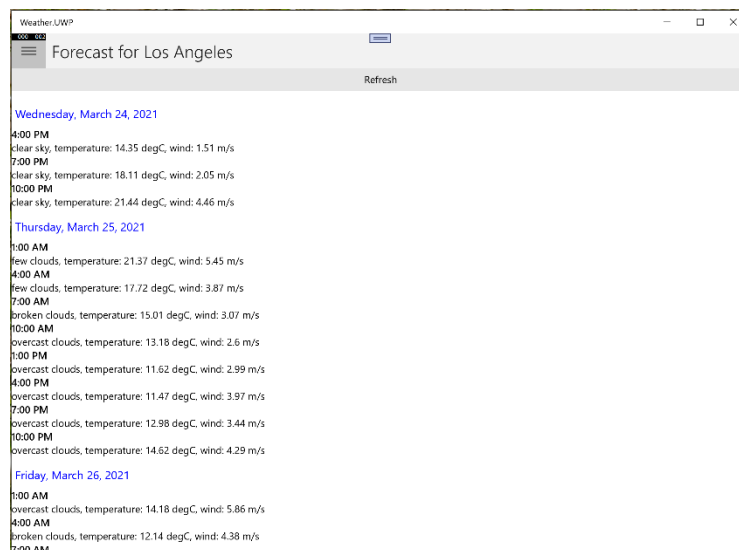 Weather.UWP
000 002
Forecast for Los Angeles
Refresh
Wednesday, March 24, 2021
4:00 PM
clear sky, temperature: 14.35 degC, wind: 1.51 m/s
7:00 PM
clear sky, temperature: 18.11 degC, wind: 2.05 m/s
10:00 PM
clear sky, temperature: 21.44 degC, wind: 4.46 m/s
Thursday, March 25, 2021
1:00 AM
few clouds, temperature: 21.37 degC, wind: 5.45 m/s
4:00 AM
few clouds, temperature: 17.72 degC, wind: 3.87 m/s
7:00 AM
broken clouds, temperature: 15.01 degC, wind: 3.07 m/s
10:00 AM
overcast clouds, temperature: 13.18 degC, wind: 2.6 m/s
1:00 PM
overcast clouds, temperature: 11.62 degC, wind: 2.99 m/s
4:00 PM
overcast clouds, temperature: 11.47 degC, wind: 3.97 m/s
7:00 PM
overcast clouds, temperature: 12.98 degC, wind: 3.44 m/s
10:00 PM
overcast clouds, temperature: 14.62 degC, wind: 4.29 m/s
Friday, March 26, 2021
1:00 AM
overcast clouds, temperature: 14.18 degC, wind: 5.86 m/s
4:00 AM
broken clouds, temperature: 12.14 degC, wind: 4.38 m/s
7:00 AM